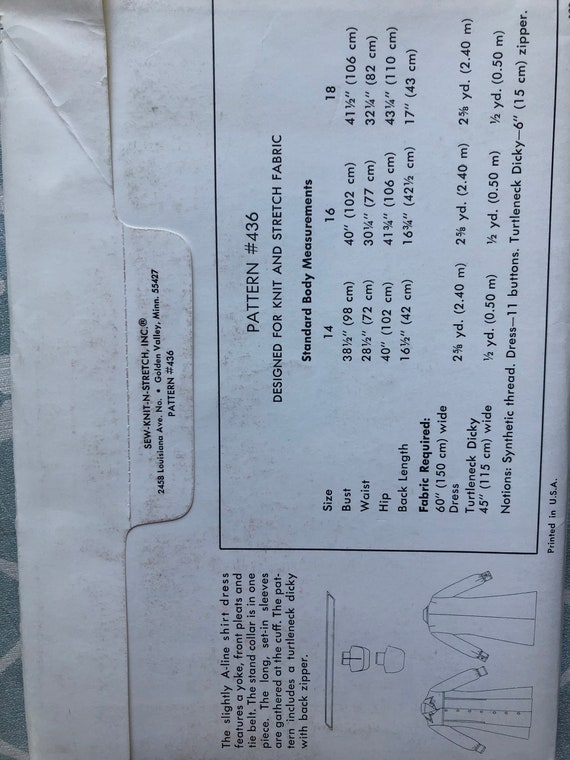 SEW-KNIT-N-STRETCH, INC.®
2458 Louisiana Ave. No. • Golden Valley, Minn. 55427
PATTERN #436
The slightly A-line shirt dress
features a yoke, front pleats and
tie belt. The stand collar is in one
piece. The long, set-in sleeves
are gathered at the cuff. The pat-
tern includes a turtleneck dicky
with back zipper.
PATTERN #436
DESIGNED FOR KNIT AND STRETCH FABRIC
Standard Body Measurements
Size 14 16 18
Bust 38½" (98 cm) 40" (102 cm) 41½" (106 cm)
Waist 28½" (72 cm) 30¼" (77 cm) 32¼" (82 cm)
Hip 40" (102 cm) 41¾" (106 cm) 43¼" (110 cm)
Back Length 16½" (42 cm) 16¾" (42½ cm) 17" (43 cm)
Fabric Required:
60" (150 cm) wide
Dress 2⅝ yd. (2.40 m) 2⅝ yd. (2.40 m) 2⅝ yd. (2.40 m)
Turtleneck Dicky
45" (115 cm) wide ½ yd. (0.50 m) ½ yd. (0.50 m) ½ yd. (0.50 m)
Notions: Synthetic thread. Dress—11 buttons. Turtleneck Dicky—6" (15 cm) zipper.
Printed in U.S.A.